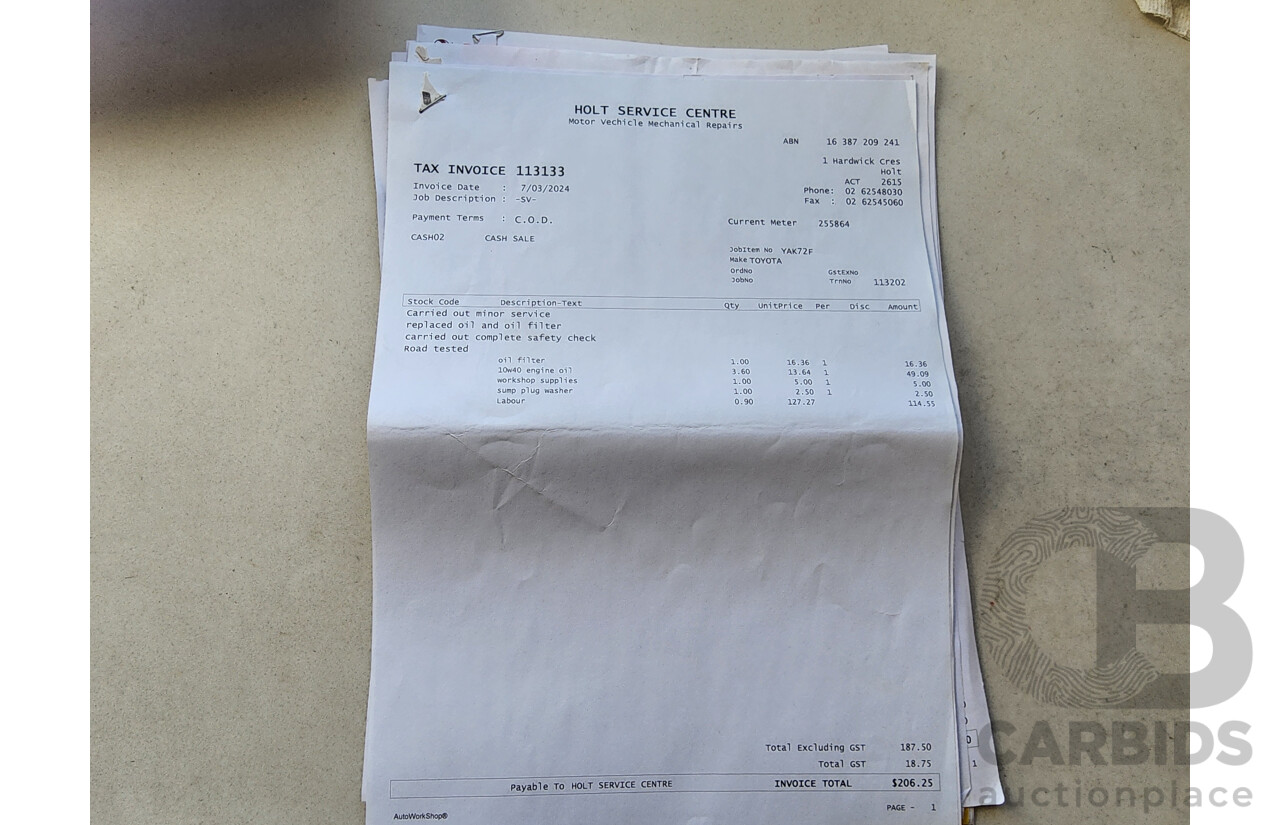 HOLT SERVICE CENTRE
Motor Vechicle Mechanical Repairs
ABN 16 387 209 241
1 Hardwick Cres
Holt
ACT 2615
Phone: 02 62548030
Fax : 02 62545060
TAX INVOICE 113133
Invoice Date : 7/03/2024
Job Description : -SV-
Payment Terms : C.O.D.
Current Meter 255864
CASH02 CASH SALE
JobItem No YAK72F
Make TOYOTA
OrdNo GstExNo
JobNo TrnNo 113202
Stock Code Description-Text Qty UnitPrice Per Disc Amount
Carried out minor service
replaced oil and oil filter
carried out complete safety check
Road tested
oil filter 1.00 16.36 1 16.36
10w40 engine oil 3.60 13.64 1 49.09
workshop supplies 1.00 5.00 1 5.00
sump plug washer 1.00 2.50 1 2.50
Labour 0.90 127.27 114.55
Total Excluding GST 187.50
Total GST 18.75
Payable To HOLT SERVICE CENTRE INVOICE TOTAL $206.25
PAGE - 1
AutoWorkShop®
0
1
CB
CARBIDS
auctionplace